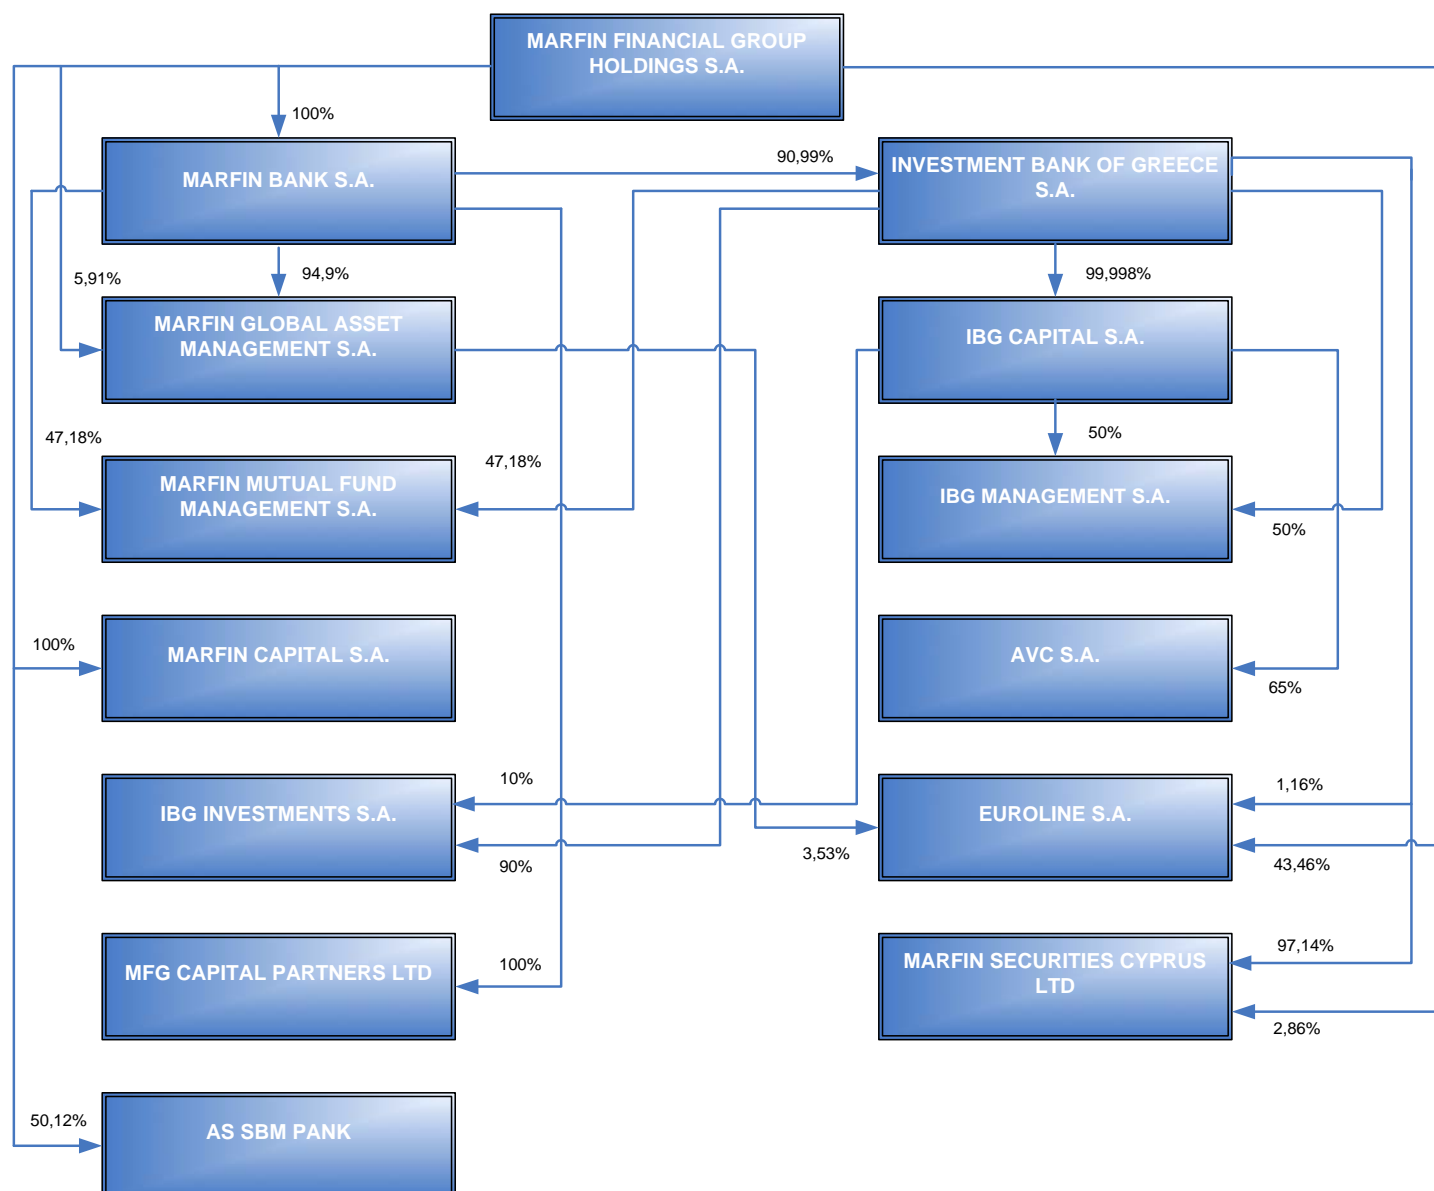 MARFIN FINANCIAL GROUP
HOLDINGS S.A.
100%
90,99%
MARFIN BANK S.A.
INVESTMENT BANK OF GREECE
S.A.
5,91%
94,9%
99,998%
MARFIN GLOBAL ASSET
MANAGEMENT S.A.
IBG CAPITAL S.A.
47,18%
47,18%
50%
MARFIN MUTUAL FUND
MANAGEMENT S.A.
IBG MANAGEMENT S.A.
50%
100%
MARFIN CAPITAL S.A.
AVC S.A.
65%
10%
1,16%
IBG INVESTMENTS S.A.
EUROLINE S.A.
90%
3,53%
43,46%
MFG CAPITAL PARTNERS LTD
100%
MARFIN SECURITIES CYPRUS
LTD
97,14%
2,86%
50,12%
AS SBM PANK